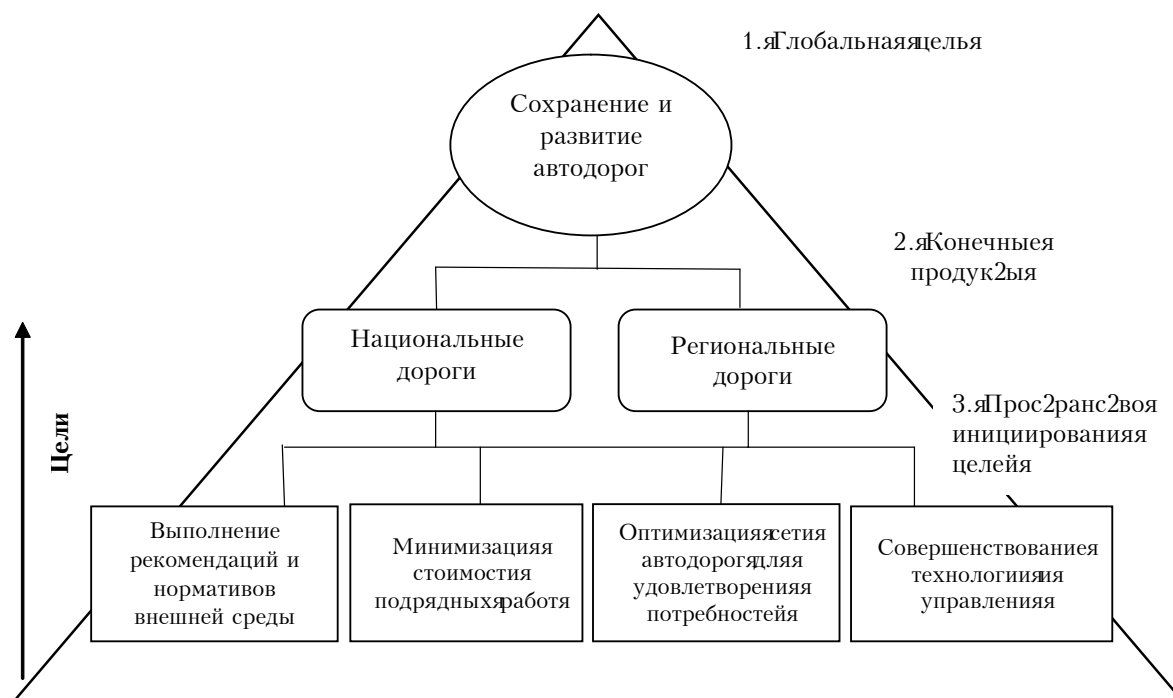 1.яГлобальнаяяцелья
Сохранение и
развитие
автодорог
2.яКонечныея
продук2ыя
Национальные
дороги
Региональные
дороги
3.яПрос2ранс2воя
инициированияя
целейя
Цели
Выполнение
рекомендаций и
нормативов
внешней среды
Минимизацияя
стоимостия
подрядныхяработя
Оптимизацияясетия
автодорогядляя
удовлетворенияя
потребностейя
Совершенствованиея
технологиияия
управленияя